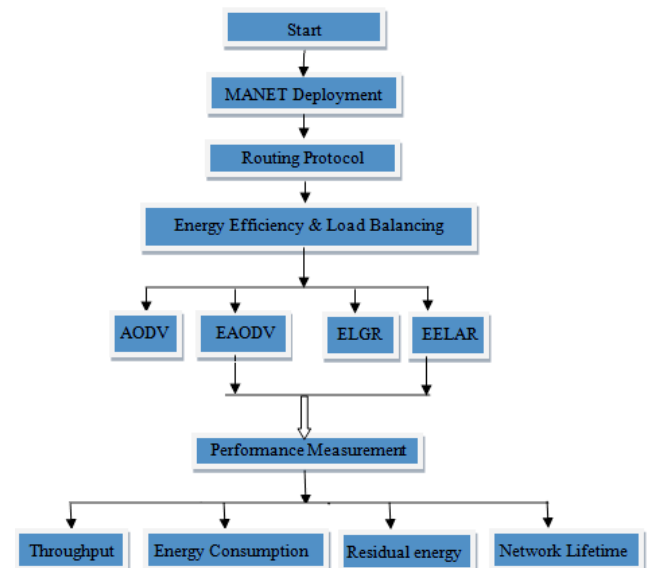 Start
MANET Deployment
Routing Protocol
Energy Efficiency & Load Balancing
AODV
EAODV
ELGR
EELAR
Performance Measurement
Throughput
Energy Consumption
Residual energy
Network Lifetime